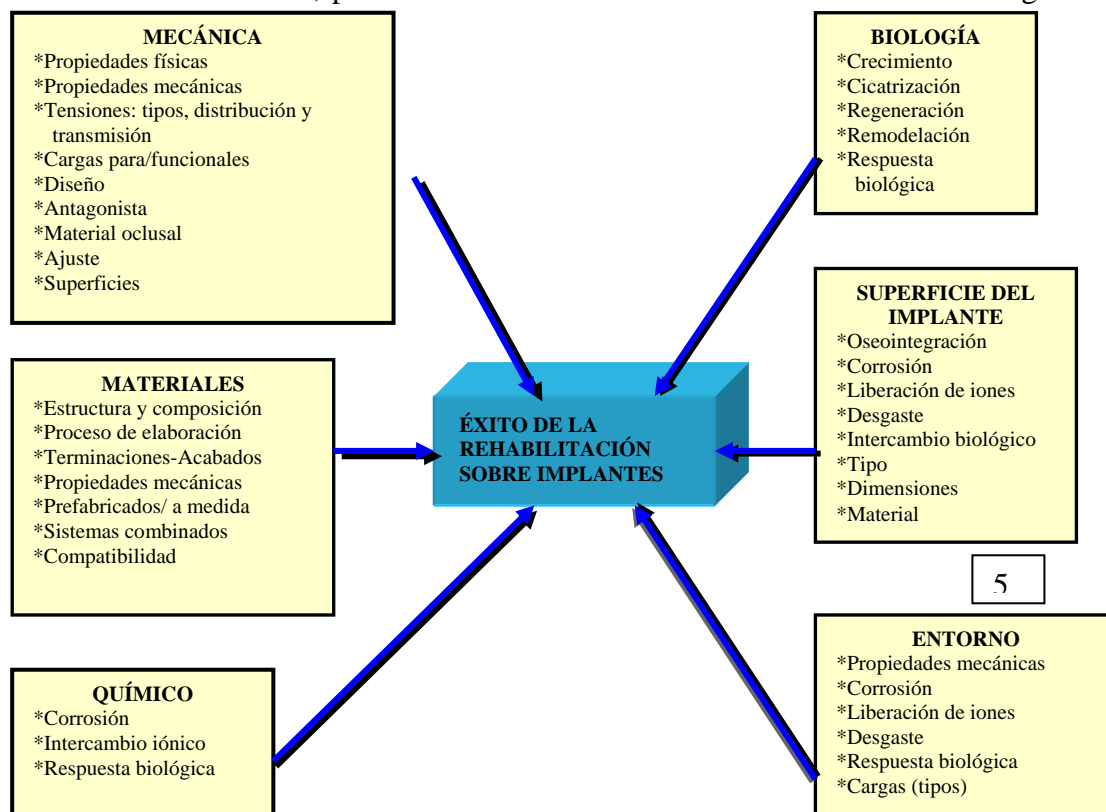 MECÁNICA
*Propiedades físicas
*Propiedades mecánicas
*Tensiones: tipos, distribución y
transmisión
*Cargas para/funcionales
*Diseño
*Antagonista
*Material oclusal
*Ajuste
*Superficies
BIOLOGÍA
*Crecimiento
*Cicatrización
*Regeneración
*Remodelación
*Respuesta
biológica
MATERIALES
*Estructura y composición
*Proceso de elaboración
*Terminaciones-Acabados
*Propiedades mecánicas
*Prefabricados/ a medida
*Sistemas combinados
*Compatibilidad
ÉXITO DE LA
REHABILITACIÓN
SOBRE IMPLANTES
SUPERFICIE DEL
IMPLANTE
*Oseointegración
*Corrosión
*Liberación de iones
*Desgaste
*Intercambio biológico
*Tipo
*Dimensiones
*Material
5
QUÍMICO
*Corrosión
*Intercambio iónico
*Respuesta biológica
ENTORNO
*Propiedades mecánicas
*Corrosión
*Liberación de iones
*Desgaste
*Respuesta biológica
*Cargas (tipos)